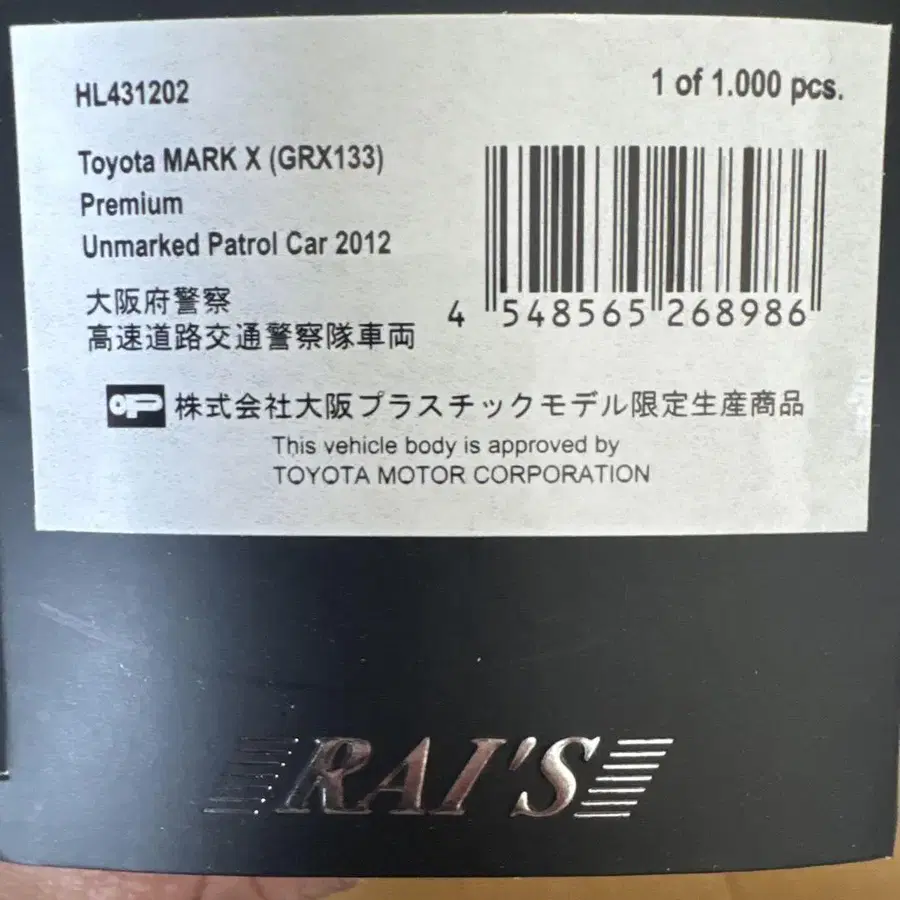 HL431202
1 of 1.000 pcs.
Toyota MARK X (GRX133)
Premium
Unmarked Patrol Car 2012
大阪府警察
高速道路交通警察隊車両
4 548565 268986
OP 株式会社大阪プラスチックモデル限定生産商品
This vehicle body is approved by
TOYOTA MOTOR CORPORATION
RAI'S